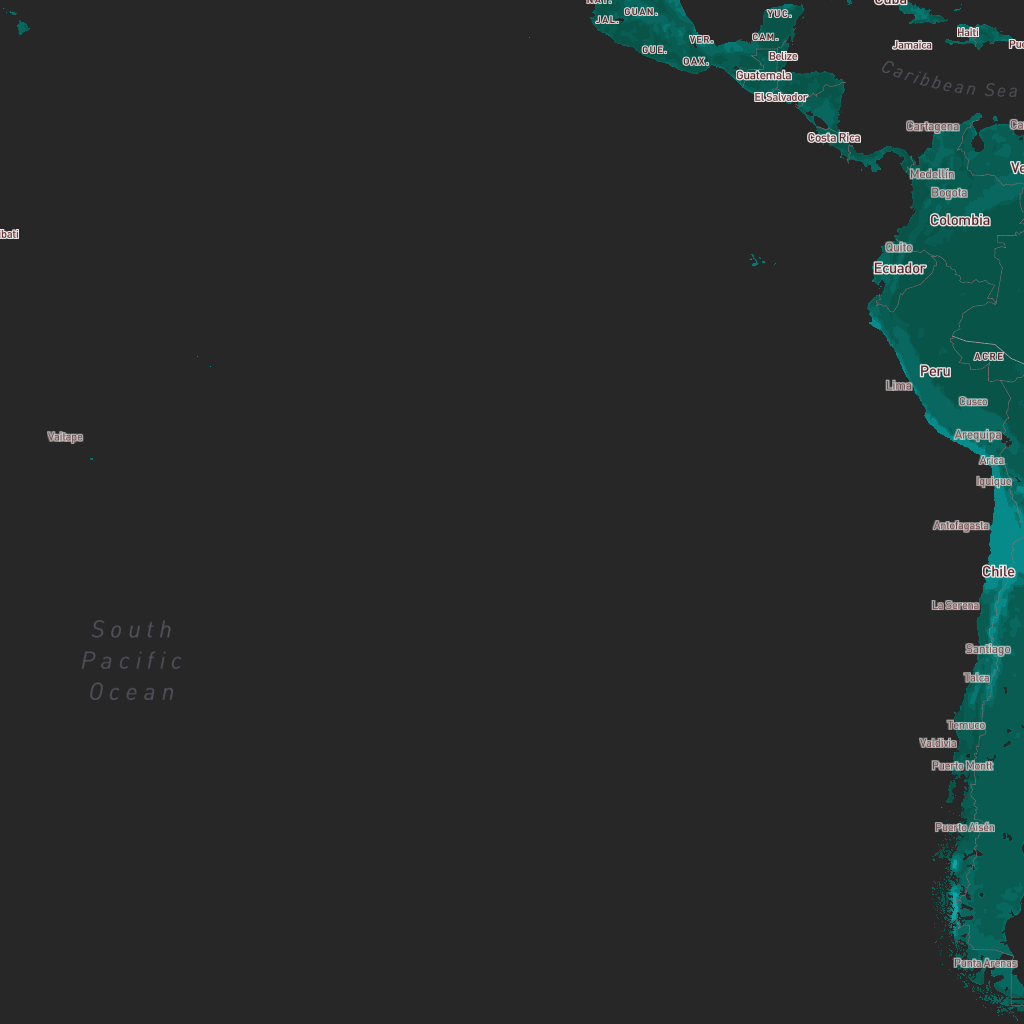 NAY.
Cuba
JAL.
GUAN.
YUC.
VER.
CAM.
GUE.
OAX.
Belize
Guatemala
El Salvador
Costa Rica
Jamaica
Haiti
Caribbean Sea
Cartagena
Medellín
Bogota
Colombia
Quito
Ecuador
ACRE
Peru
Lima
Cusco
Arequipa
Arica
Iquique
Antofagasta
Chile
La Serena
Santiago
Talca
Temuco
Valdivia
Puerto Montt
Puerto Aisén
Punta Arenas
Vaitape
South
Pacific
Ocean